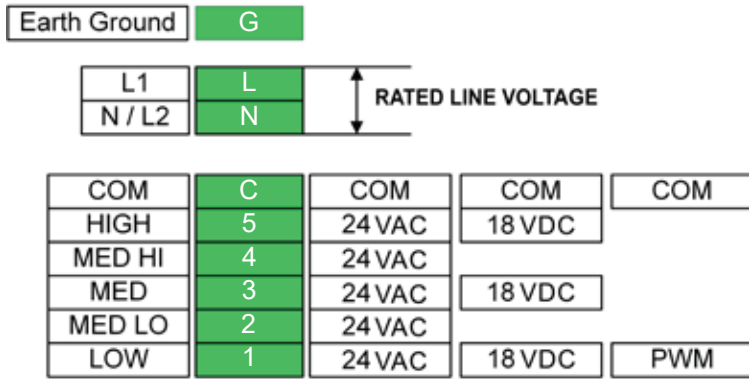 Earth Ground G
L1 L
RATED LINE VOLTAGE
N / L2 N
COM C COM COM COM
HIGH 5 24 VAC 18 VDC
MED HI 4 24 VAC
MED 3 24 VAC 18 VDC
MED LO 2 24 VAC
LOW 1 24 VAC 18 VDC PWM